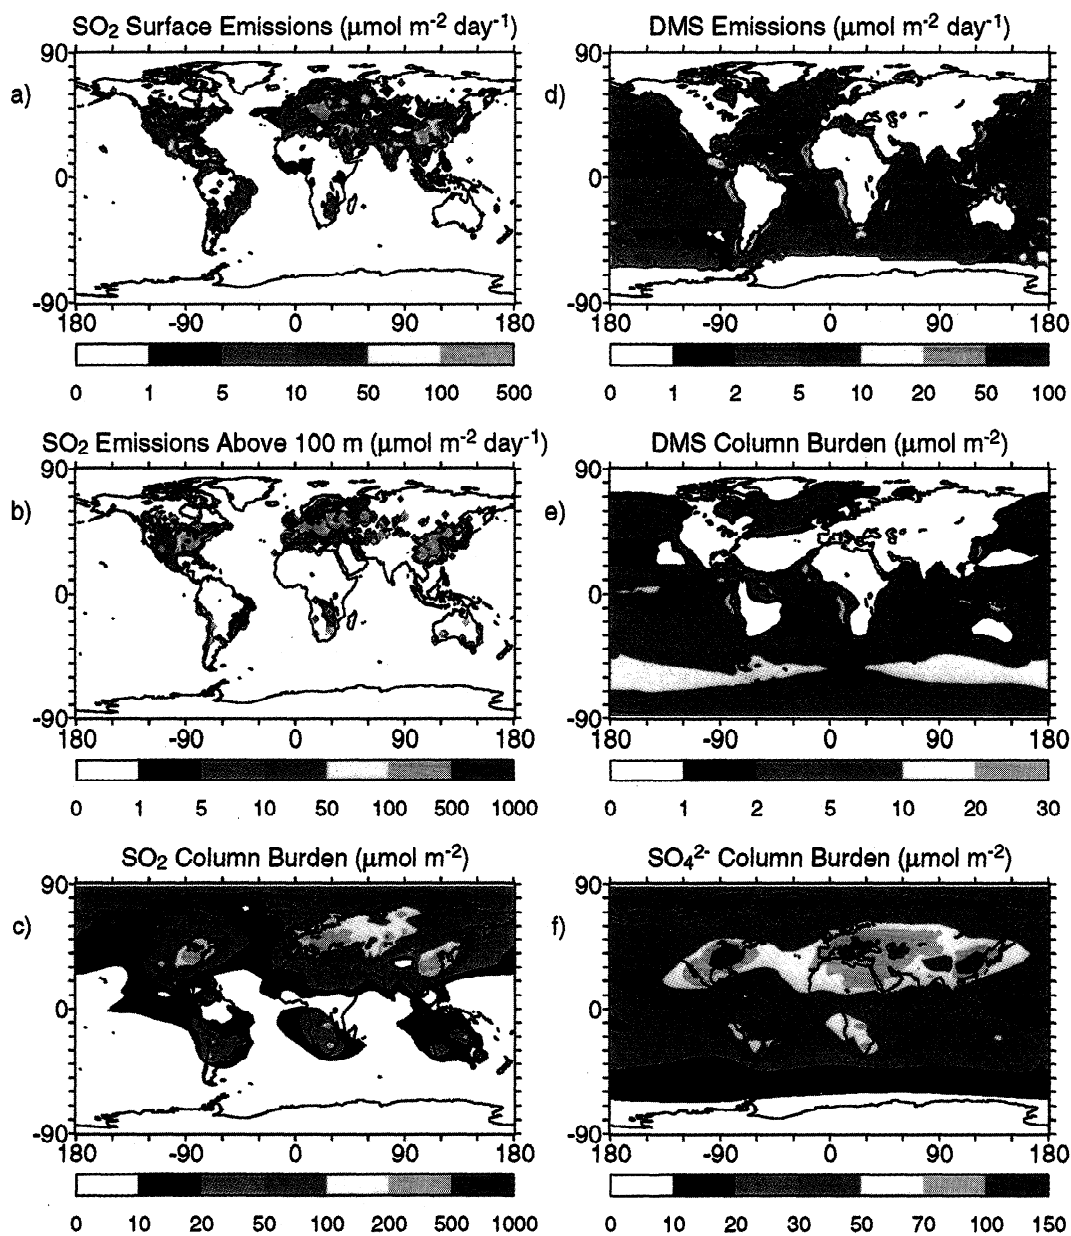 SO2 Surface Emissions (μmol m-2 day-1)
a)
90
0
-90
180 -90 0 90 180
0 1 5 10 50 100 500
DMS Emissions (μmol m-2 day-1)
d)
90
0
-90
180 -90 0 90 180
0 1 2 5 10 20 50 100
SO2 Emissions Above 100 m (μmol m-2 day-1)
b)
90
0
-90
180 -90 0 90 180
0 1 5 10 50 100 500 1000
DMS Column Burden (μmol m-2)
e)
90
0
-90
180 -90 0 90 180
0 1 2 5 10 20 30
SO2 Column Burden (μmol m-2)
c)
90
0
-90
180 -90 0 90 180
0 10 20 50 100 200 500 1000
SO42- Column Burden (μmol m-2)
f)
90
0
-90
180 -90 0 90 180
0 10 20 30 50 70 100 150